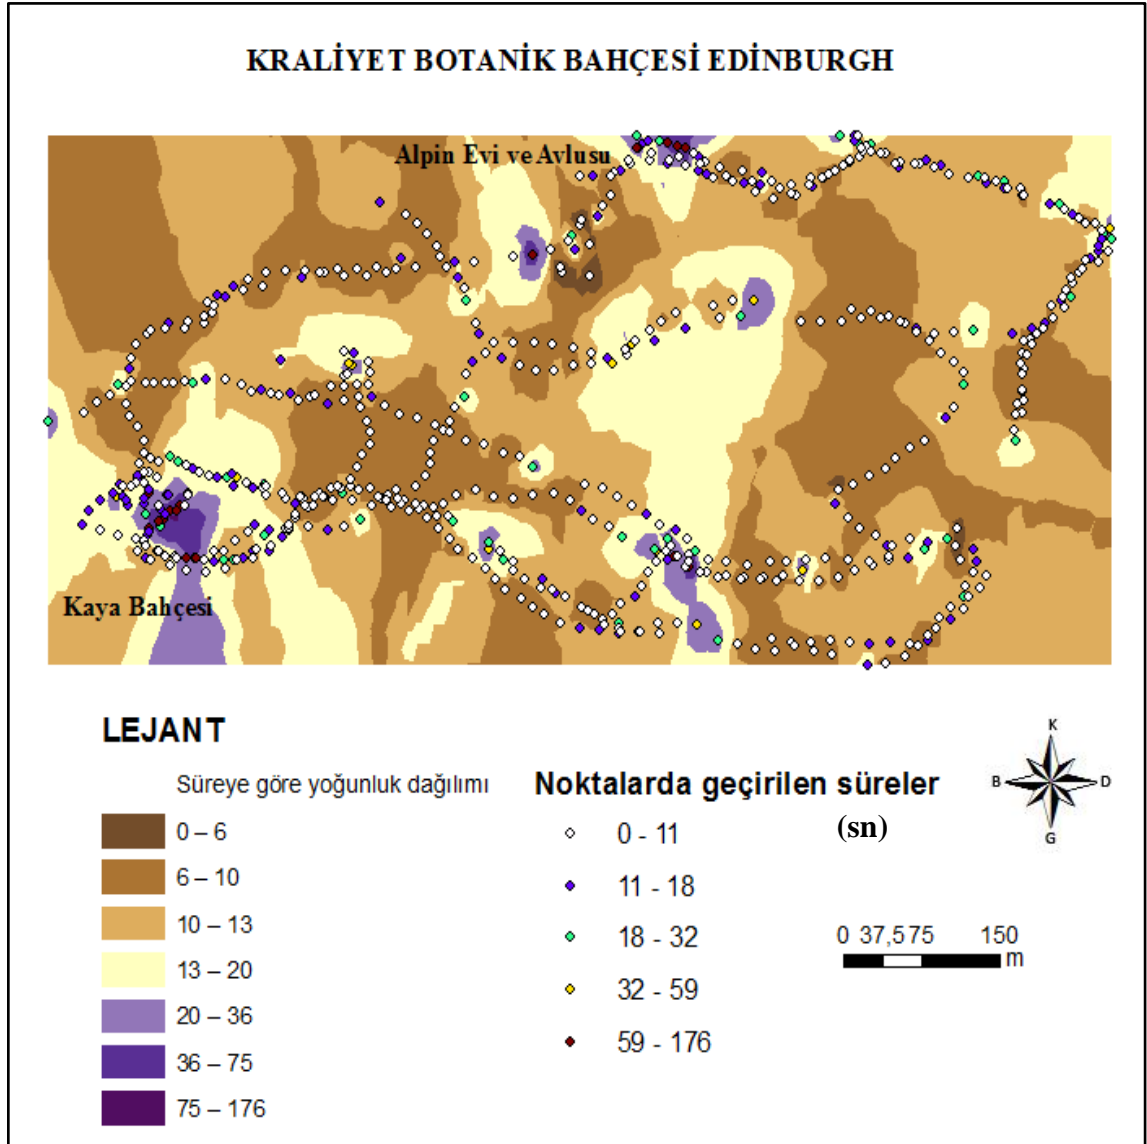 KRALİYET BOTANİK BAHÇESİ EDİNBURGH
Alpin Evi ve Avlusu
Kaya Bahçesi
LEJANT
Süreye göre yoğunluk dağılımı
0 – 6
6 – 10
10 – 13
13 – 20
20 – 36
36 – 75
75 – 176
Noktalarda geçirilen süreler
(sn)
0 - 11
11 - 18
18 - 32
32 - 59
59 - 176
K
B D
G
0 37,575 150
m